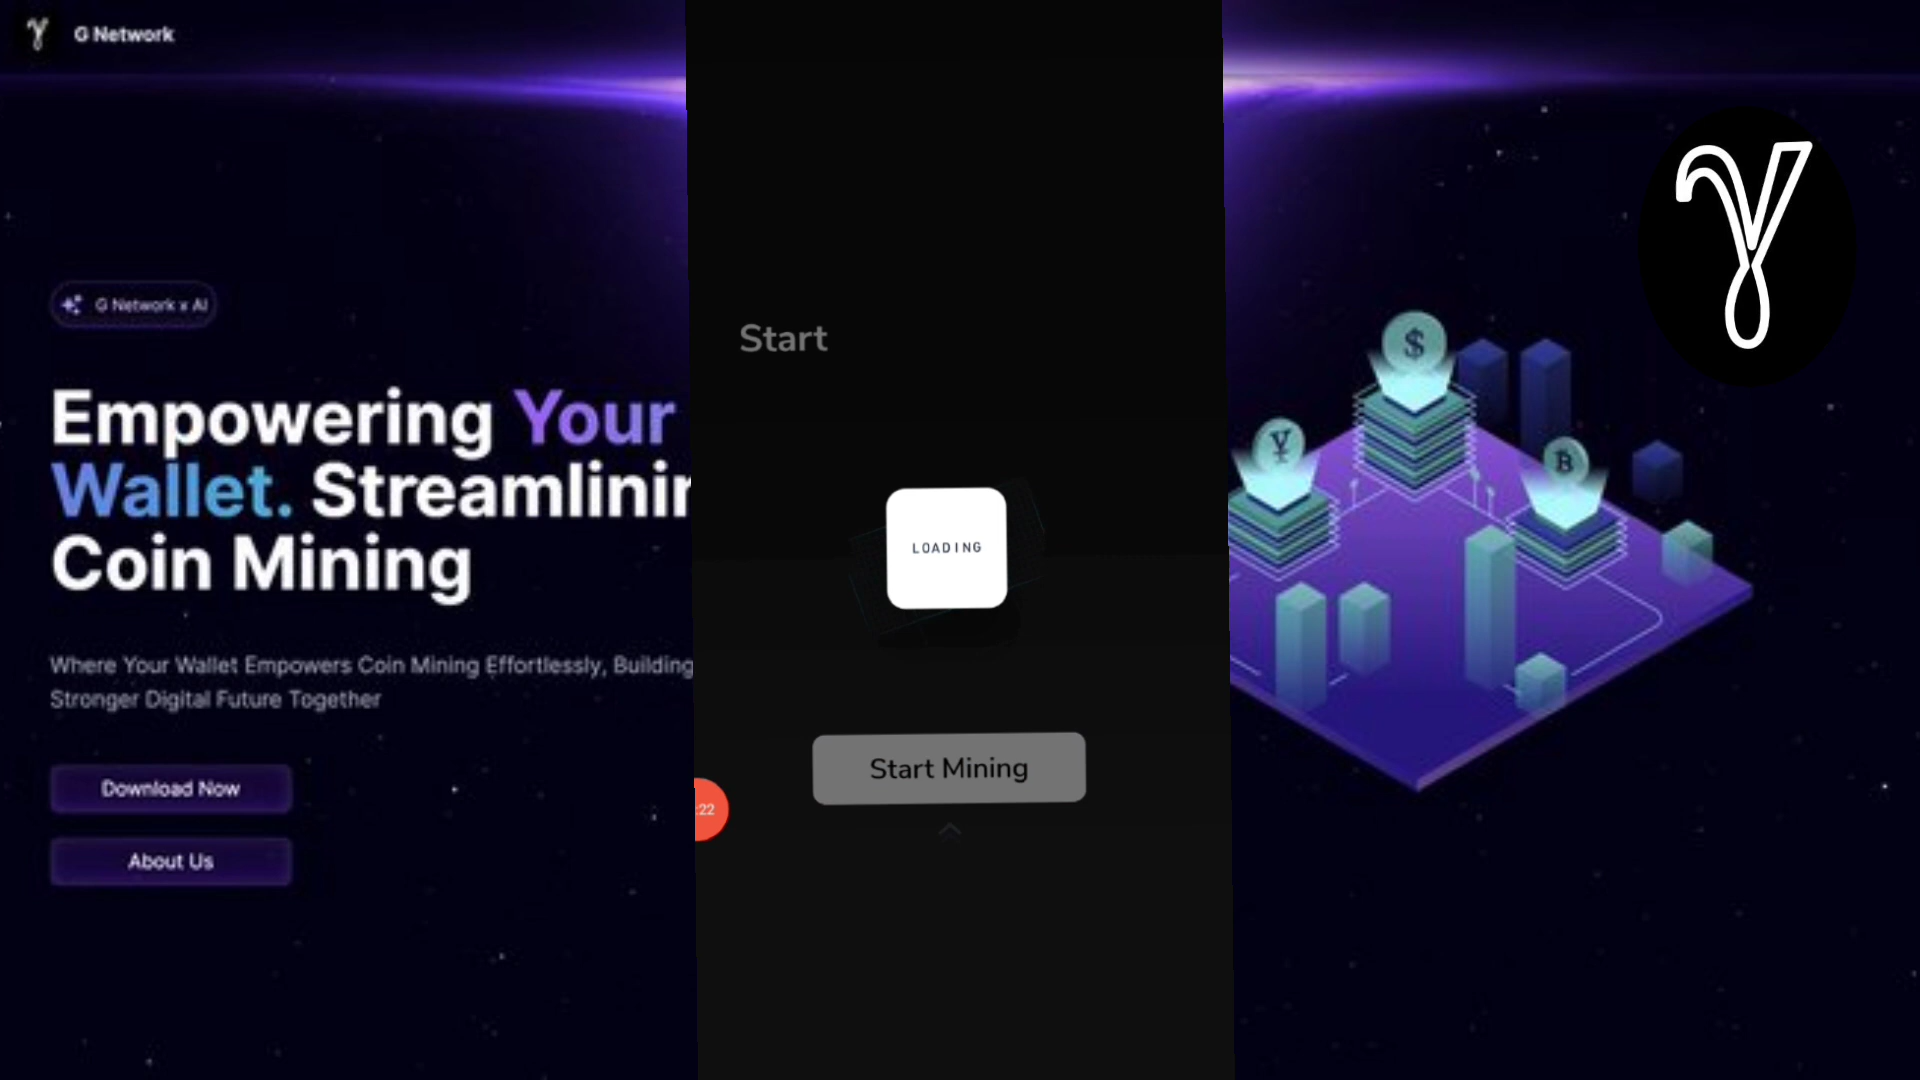 G Network
G Network x AI
Empowering Your
Wallet. Streamlinin
Coin Mining
Where Your Wallet Empowers Coin Mining Effortlessly, Building
Stronger Digital Future Together
Download Now
About Us
Start
LOADING
Start Mining
:22
γ
$
¥
B